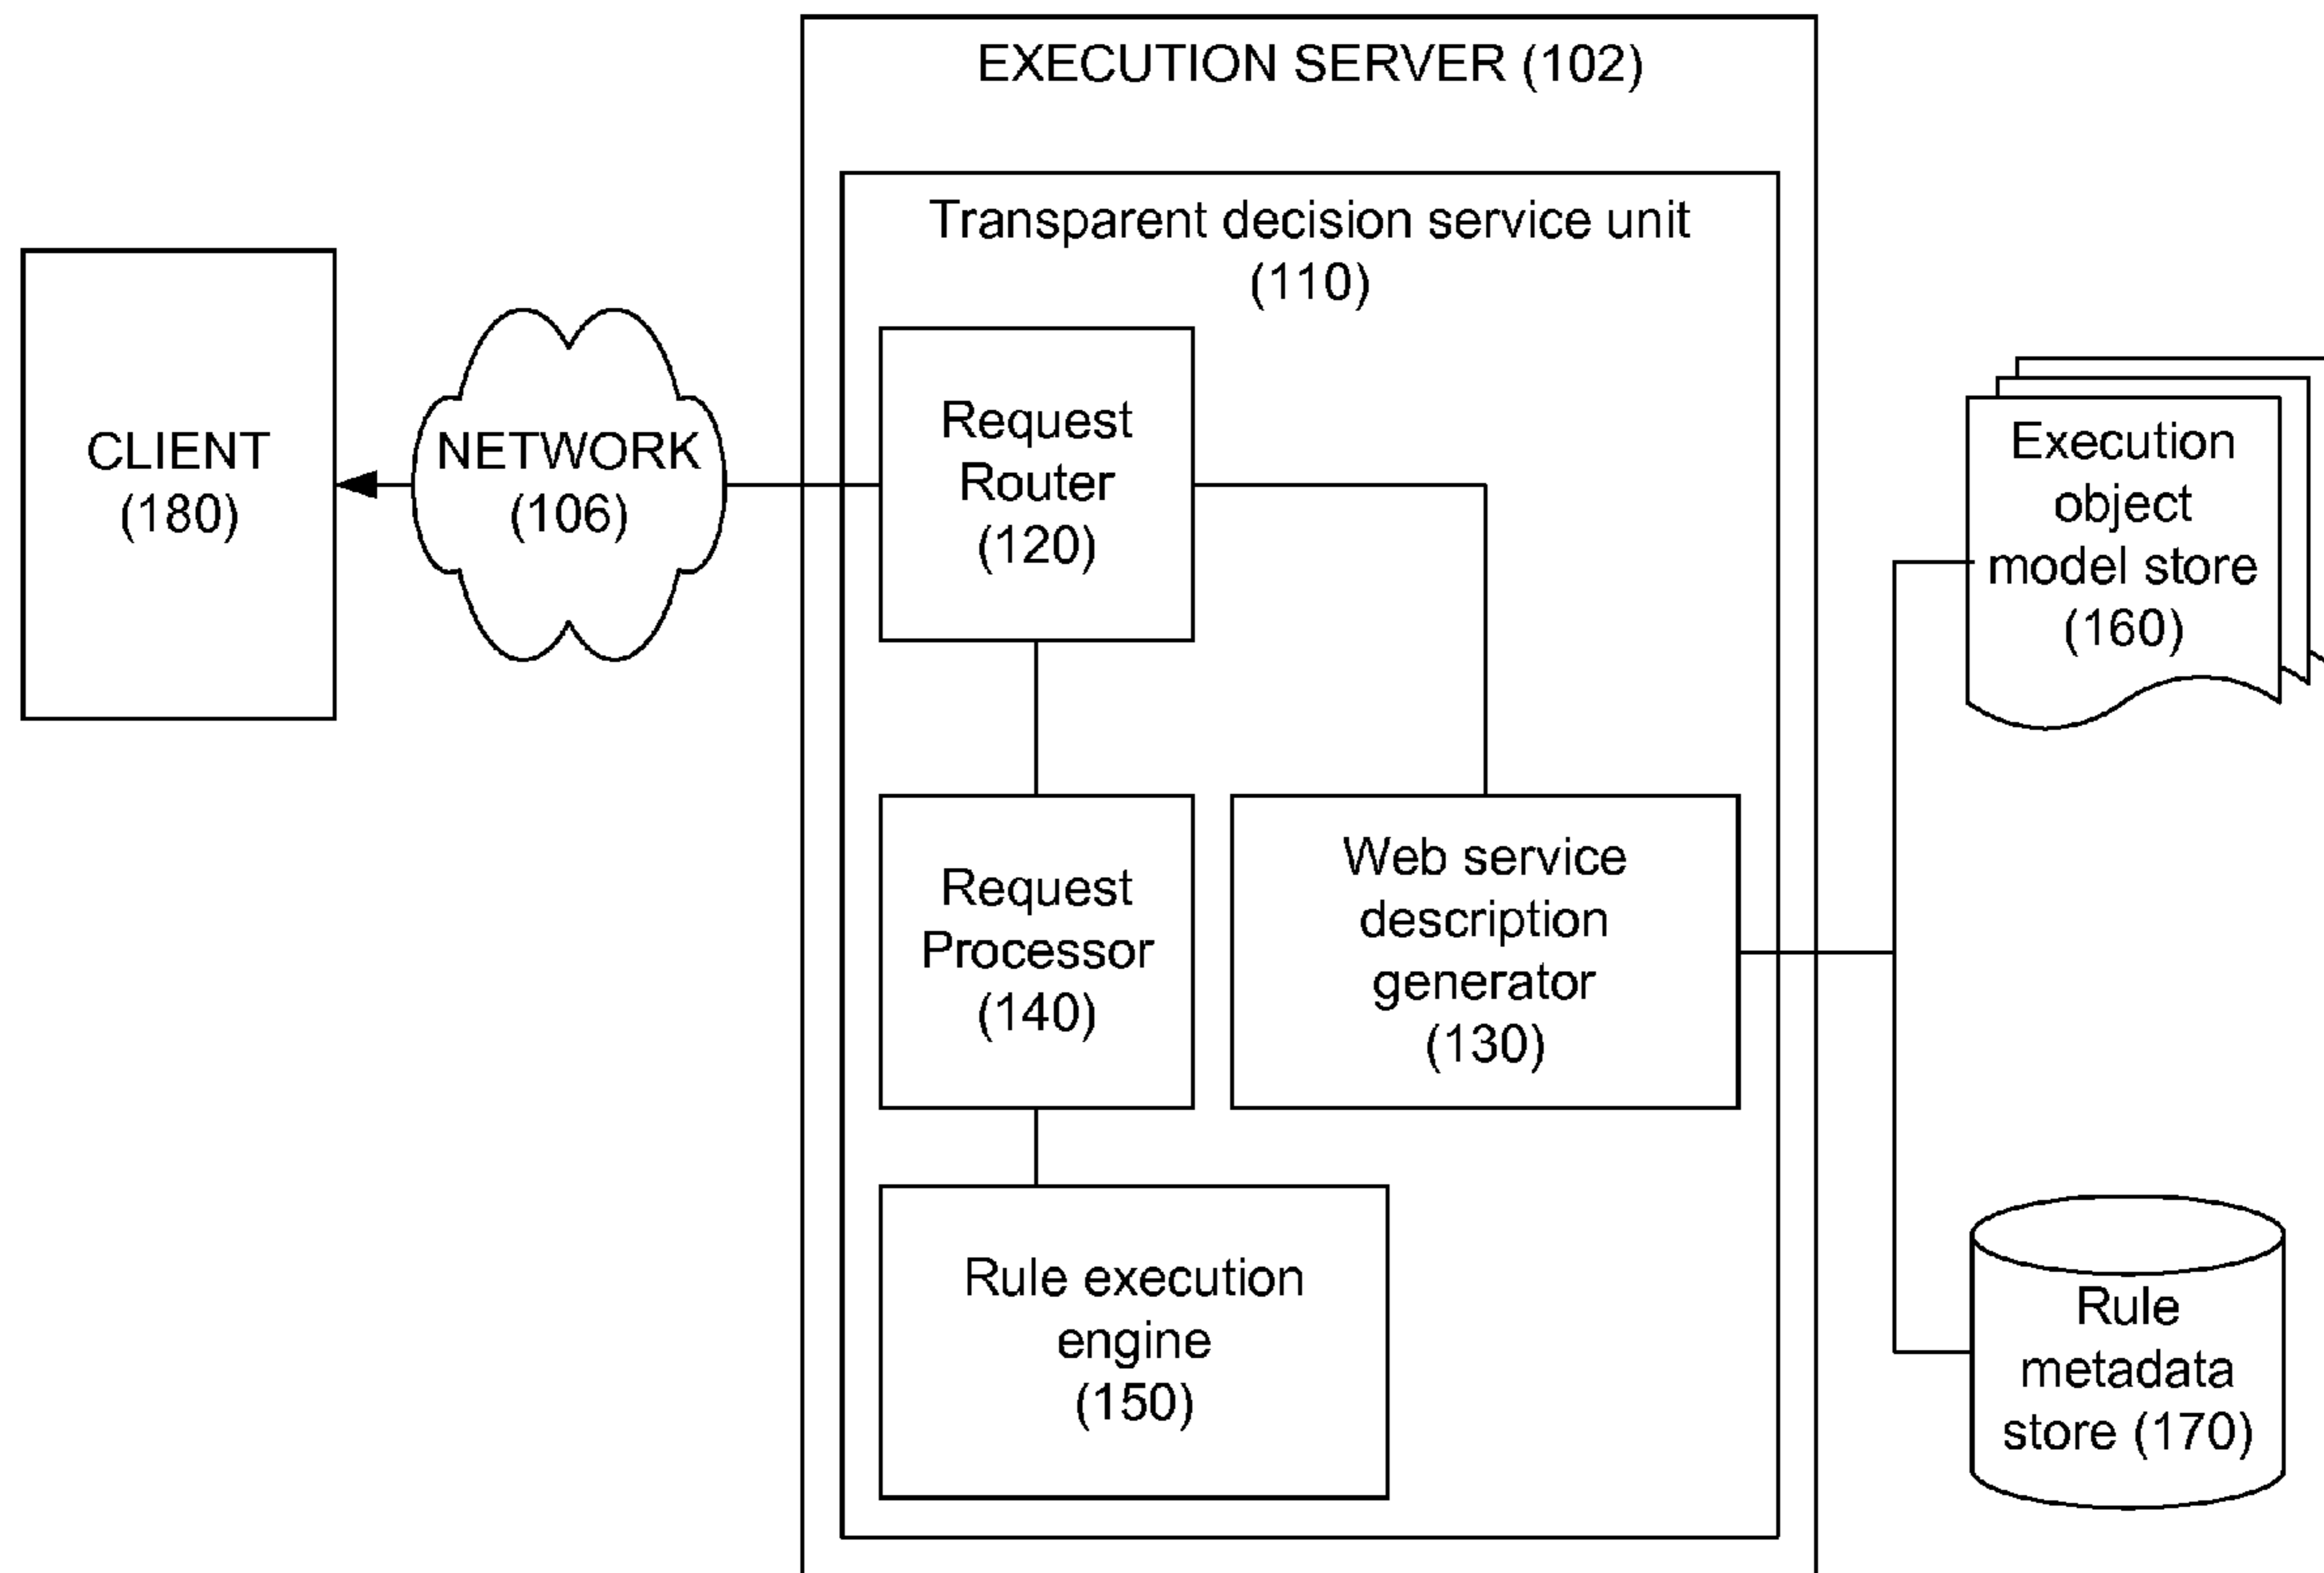 EXECUTION SERVER (102)
Transparent decision service unit
(110)
CLIENT
(180)
NETWORK
(106)
Request
Router
(120)
Execution
object
model store
(160)
Request
Processor
(140)
Web service
description
generator
(130)
Rule execution
engine
(150)
Rule
metadata
store (170)